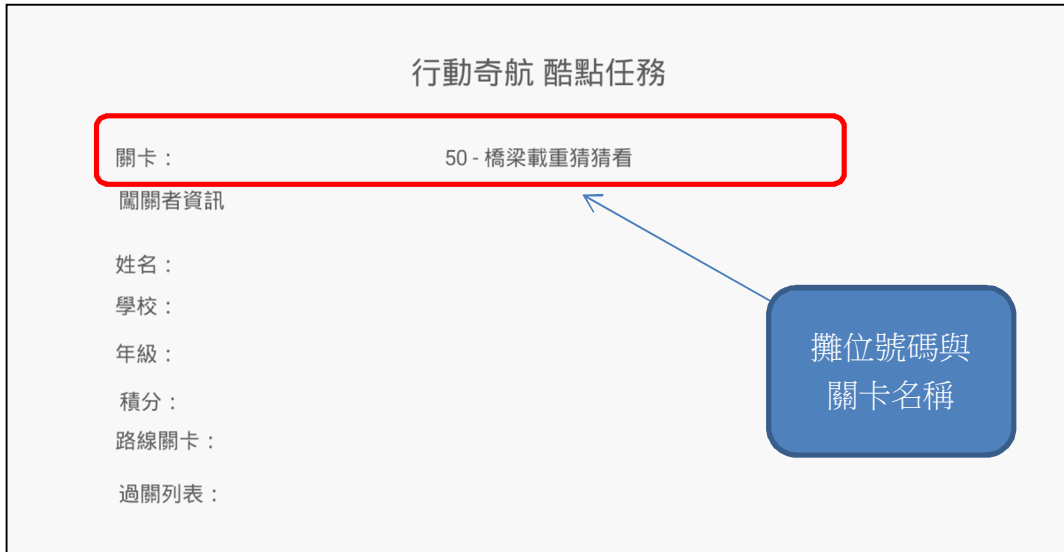 行動奇航 酷點任務
關卡： 50 - 橋梁載重猜猜看
闖關者資訊
姓名：
學校：
年級：
積分：
路線關卡：
過關列表：
攤位號碼與
關卡名稱